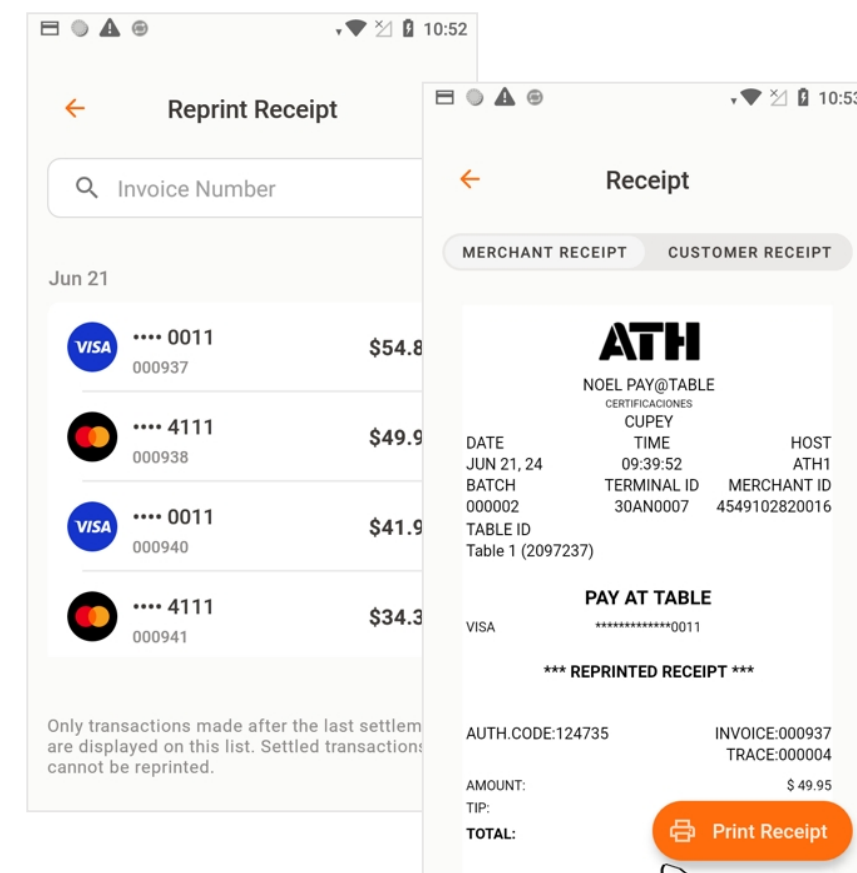 10:52
Reprint Receipt
Invoice Number
Jun 21
VISA
•••• 0011
$54.8
000937
•••• 4111
$49.9
000938
VISA
•••• 0011
$41.9
000940
•••• 4111
$34.3
000941
Only transactions made after the last settlem
are displayed on this list. Settled transactions
cannot be reprinted.
10:53
Receipt
MERCHANT RECEIPT CUSTOMER RECEIPT
ATH
NOEL PAY@TABLE
CERTIFICACIONES
CUPEY
DATE TIME HOST
JUN 21, 24 09:39:52 ATH1
BATCH TERMINAL ID MERCHANT ID
000002 30AN0007 4549102820016
TABLE ID
Table 1 (2097237)
PAY AT TABLE
VISA *************0011
*** REPRINTED RECEIPT ***
AUTH.CODE:124735 INVOICE:000937
TRACE:000004
AMOUNT: $ 49.95
TIP:
TOTAL:
Print Receipt